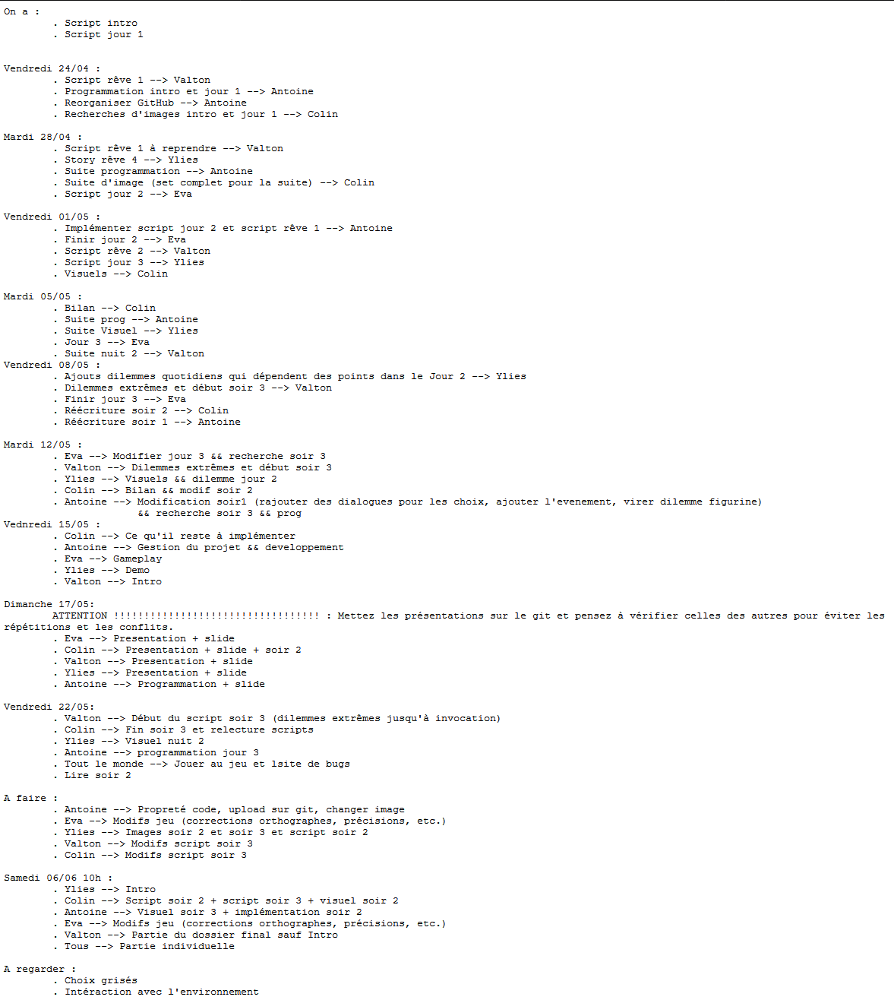 On a :
. Script intro
. Script jour 1
Vendredi 24/04 :
. Script rêve 1 --> Valton
. Programmation intro et jour 1 --> Antoine
. Reorganiser GitHub --> Antoine
. Recherches d'images intro et jour 1 --> Colin
Mardi 28/04 :
. Script rêve 1 à reprendre --> Valton
. Story rêve 4 --> Ylies
. Suite programmation --> Antoine
. Suite d'image (set complet pour la suite) --> Colin
. Script jour 2 --> Eva
Vendredi 01/05 :
. Implémenter script jour 2 et script rêve 1 --> Antoine
. Finir jour 2 --> Eva
. Script rêve 2 --> Valton
. Script jour 3 --> Ylies
. Visuels --> Colin
Mardi 05/05 :
. Bilan --> Colin
. Suite prog --> Antoine
. Suite Visuel --> Ylies
. Jour 3 --> Eva
. Suite nuit 2 --> Valton
Vendredi 08/05 :
. Ajouts dilemmes quotidiens qui dépendent des points dans le Jour 2 --> Ylies
. Dilemmes extrêmes et début soir 3 --> Valton
. Finir jour 3 --> Eva
. Réécriture soir 2 --> Colin
. Réécriture soir 1 --> Antoine
Mardi 12/05 :
. Eva --> Modifier jour 3 && recherche soir 3
. Valton --> Dilemmes extrêmes et début soir 3
. Ylies --> Visuels && dilemme jour 2
. Colin --> Bilan && modif soir 2
. Antoine --> Modification soir1 (rajouter des dialogues pour les choix, ajouter l'evenement, virer dilemme figurine)
&& recherche soir 3 && prog
Vednredi 15/05 :
. Colin --> Ce qu'il reste à implémenter
. Antoine --> Gestion du projet && developpement
. Eva --> Gameplay
. Ylies --> Demo
. Valton --> Intro
Dimanche 17/05:
ATTENTION !!!!!!!!!!!!!!!!!!!!!!!!!!!!!!!!!! : Mettez les présentations sur le git et pensez à vérifier celles des autres pour éviter les
répétitions et les conflits.
. Eva --> Presentation + slide
. Colin --> Presentation + slide + soir 2
. Valton --> Presentation + slide
. Ylies --> Presentation + slide
. Antoine --> Programmation + slide
Vendredi 22/05:
. Valton --> Début du script soir 3 (dilemmes extrêmes jusqu'à invocation)
. Colin --> Fin soir 3 et relecture scripts
. Ylies --> Visuel nuit 2
. Antoine --> programmation jour 3
. Tout le monde --> Jouer au jeu et lsite de bugs
. Lire soir 2
A faire :
. Antoine --> Propreté code, upload sur git, changer image
. Eva --> Modifs jeu (corrections orthographes, précisions, etc.)
. Ylies --> Images soir 2 et soir 3 et script soir 2
. Valton --> Modifs script soir 3
. Colin --> Modifs script soir 3
Samedi 06/06 10h :
. Ylies --> Intro
. Colin --> Script soir 2 + script soir 3 + visuel soir 2
. Antoine --> Visuel soir 3 + implémentation soir 2
. Eva --> Modifs jeu (corrections orthographes, précisions, etc.)
. Valton --> Partie du dossier final sauf Intro
. Tous --> Partie individuelle
A regarder :
. Choix grisés
. Intéraction avec l'environnement